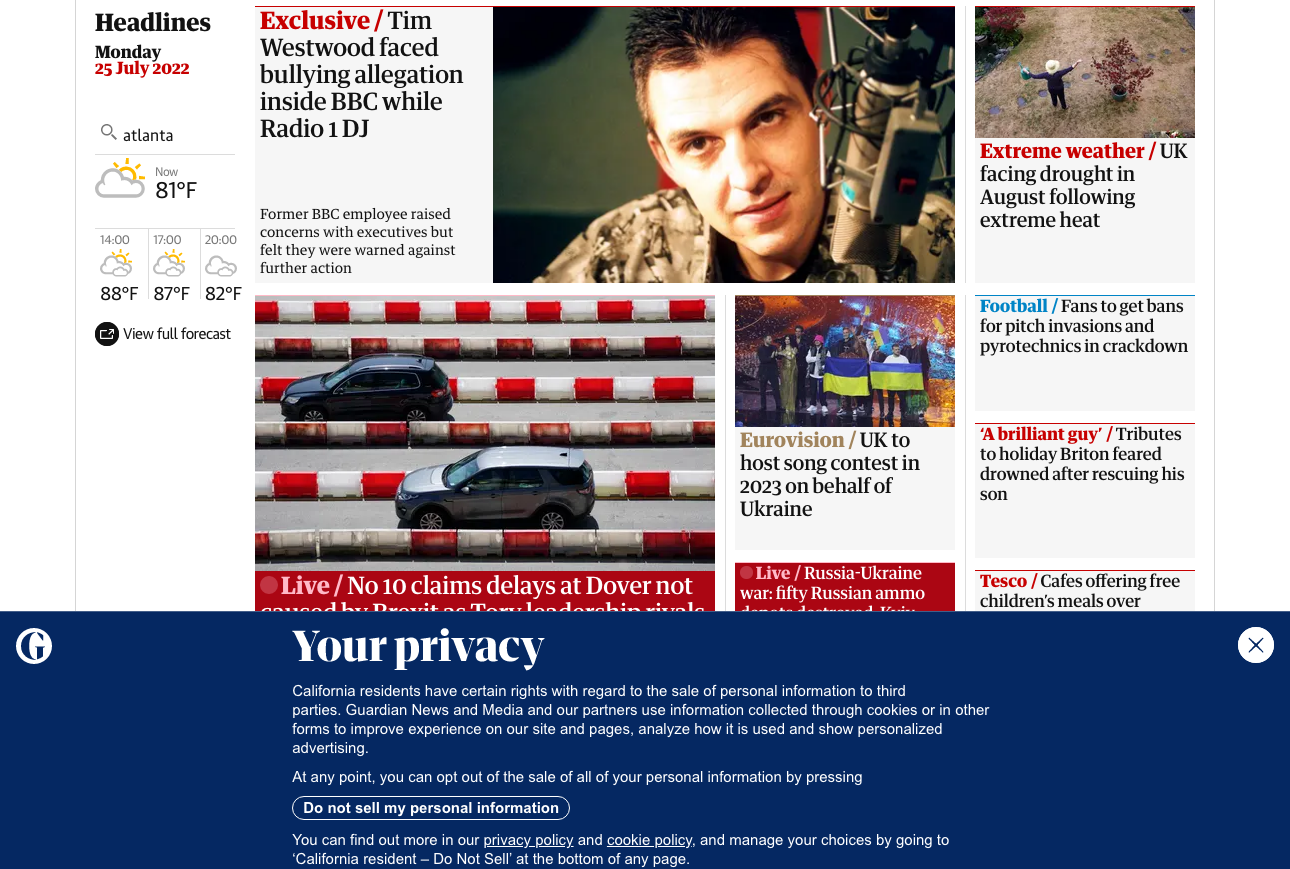 Headlines
Monday
25 July 2022
atlanta
Now
81°F
14:00
17:00
20:00
88°F
87°F
82°F
View full forecast
Exclusive / Tim
Westwood faced
bullying allegation
inside BBC while
Radio 1 DJ
Former BBC employee raised
concerns with executives but
felt they were warned against
further action
Extreme weather / UK
facing drought in
August following
extreme heat
Live / No 10 claims delays at Dover not
caused by Brexit as Tory leadership rivals
Eurovision / UK to
host song contest in
2023 on behalf of
Ukraine
Live / Russia-Ukraine
war: fifty Russian ammo
depots destroyed, Kyiv
Football / Fans to get bans
for pitch invasions and
pyrotechnics in crackdown
‘A brilliant guy’ / Tributes
to holiday Briton feared
drowned after rescuing his
son
Tesco / Cafes offering free
children’s meals over
G
Your privacy
California residents have certain rights with regard to the sale of personal information to third
parties. Guardian News and Media and our partners use information collected through cookies or in other
forms to improve experience on our site and pages, analyze how it is used and show personalized
advertising.
At any point, you can opt out of the sale of all of your personal information by pressing
Do not sell my personal information
You can find out more in our privacy policy and cookie policy, and manage your choices by going to
‘California resident – Do Not Sell’ at the bottom of any page.